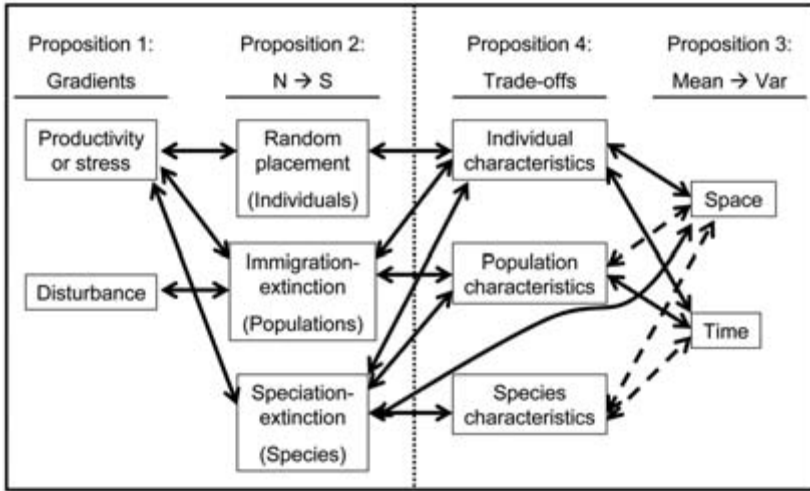 Proposition 1:
Gradients
Proposition 2:
N → S
Proposition 4:
Trade-offs
Proposition 3:
Mean → Var
Productivity
or stress
Random
placement
(Individuals)
Individual
characteristics
Space
Disturbance
Immigration-
extinction
(Populations)
Population
characteristics
Time
Speciation-
extinction
(Species)
Species
characteristics